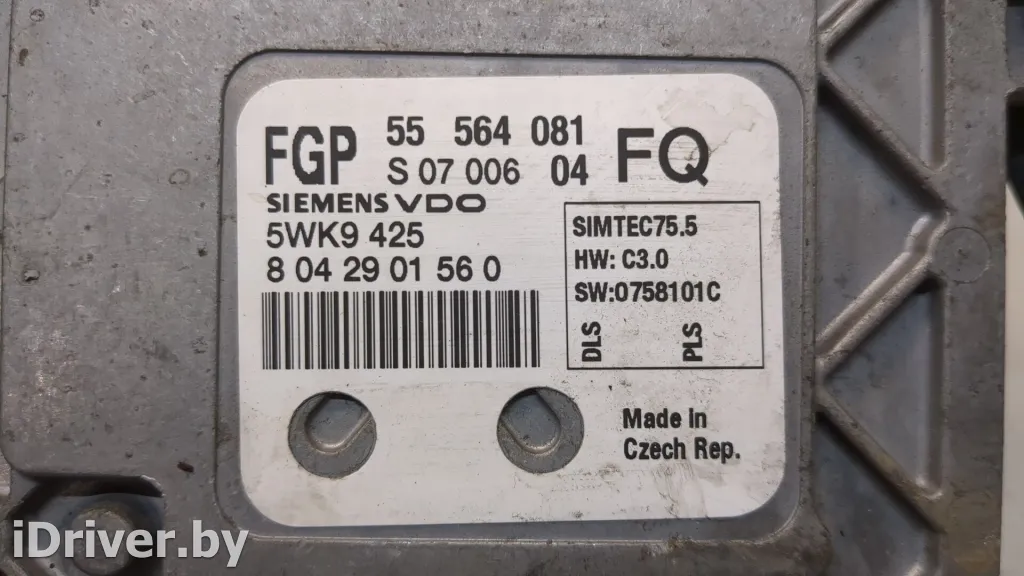 FGP 55 564 081 FQ
S 07 006 04
SIEMENS VDO
5WK9 425
8 04 29 01 56 0
SIMTEC75.5
HW: C3.0
SW:0758101C
DLS PLS
Made in
Czech Rep.
iDriver.by